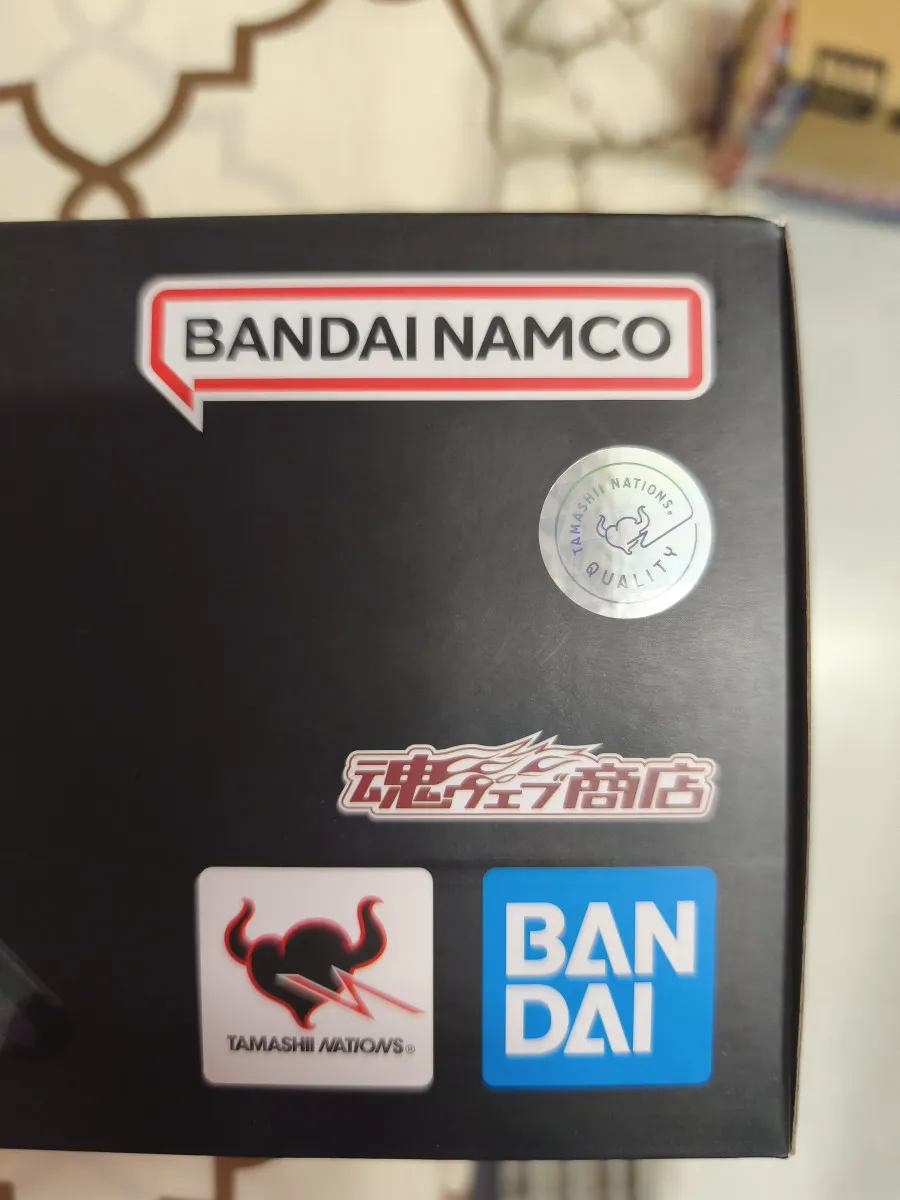 BANDAI NAMCO
TAMASHII NATIONS®
QUALITY
魂ウェブ商店
TAMASHII NATIONS®
BAN
DAI